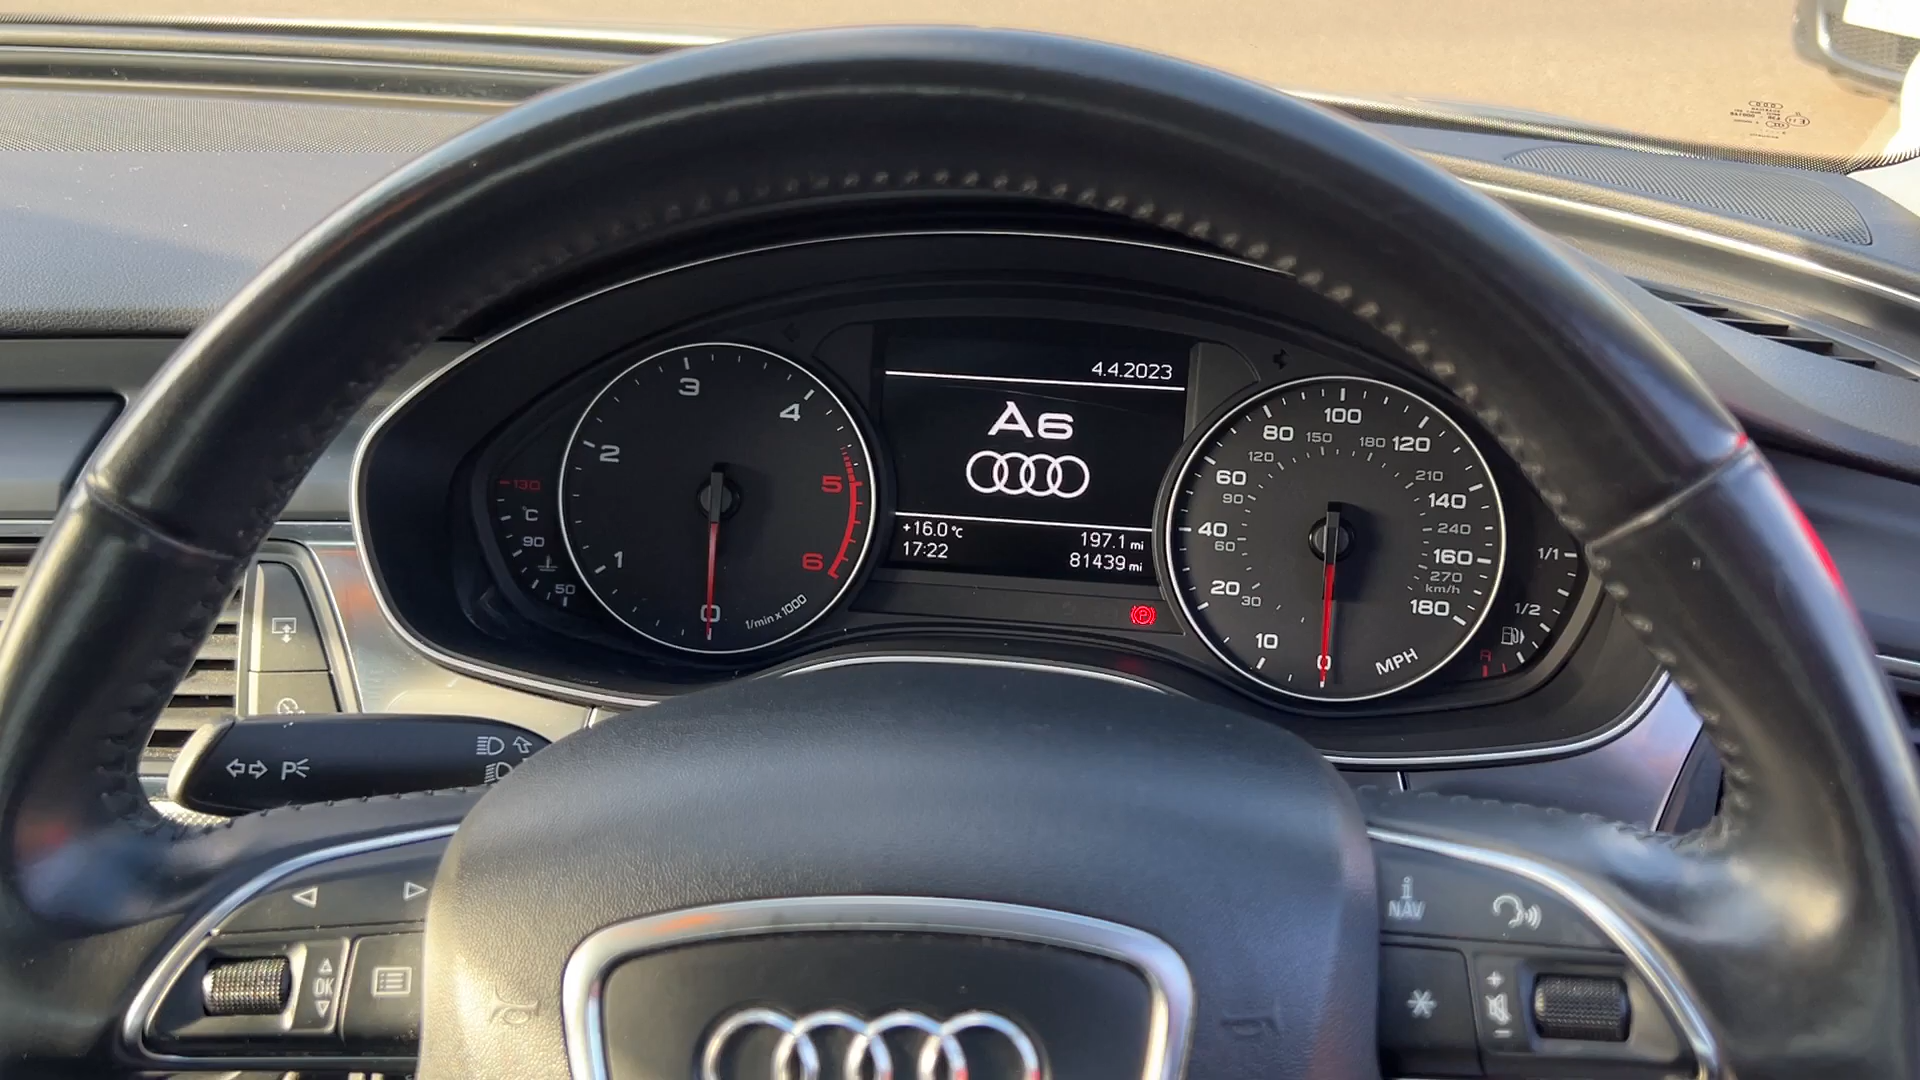 4.4.2023
A6
+16.0°C
197.1 mi
17:22
81439 mi
130
°C
90
50
0
1
2
3
4
5
6
1/min x 1000
0
10
20
40
60
80
100
120
140
160
180
30
60
90
120
150
180
210
240
270
km/h
MPH
1/1
1/2
R
P
P
OK
NAV